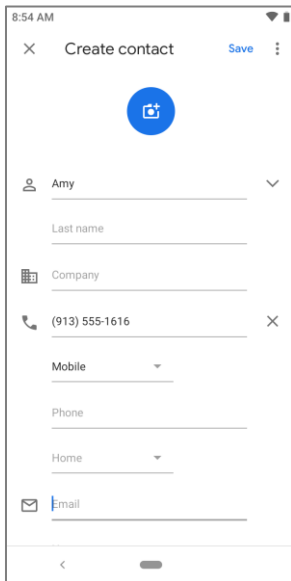 8:54 AM
Create contact Save
Amy
Last name
Company
(913) 555-1616
Mobile
Phone
Home
Email